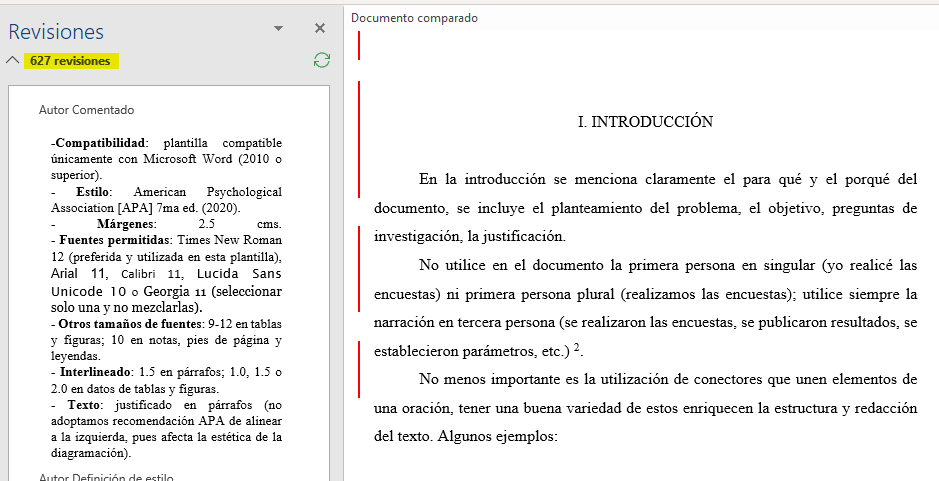 Revisiones
627 revisiones
Autor Comentado
-Compatibilidad: plantilla compatible
únicamente con Microsoft Word (2010 o
superior).
- Estilo: American Psychological
Association [APA] 7ma ed. (2020).
- Márgenes: 2.5 cms.
- Fuentes permitidas: Times New Roman
12 (preferida y utilizada en esta plantilla),
Arial 11, Calibri 11, Lucida Sans
Unicode 10 o Georgia 11 (seleccionar
solo una y no mezclarlas).
- Otros tamaños de fuentes: 9-12 en tablas
y figuras; 10 en notas, pies de página y
leyendas.
- Interlineado: 1.5 en párrafos; 1.0, 1.5 o
2.0 en datos de tablas y figuras.
- Texto: justificado en párrafos (no
adoptamos recomendación APA de alinear
a la izquierda, pues afecta la estética de la
diagramación).
Autor Definición de estilo
Documento comparado
I. INTRODUCCIÓN
En la introducción se menciona claramente el para qué y el porqué del
documento, se incluye el planteamiento del problema, el objetivo, preguntas de
investigación, la justificación.
No utilice en el documento la primera persona en singular (yo realicé las
encuestas) ni primera persona plural (realizamos las encuestas); utilice siempre la
narración en tercera persona (se realizaron las encuestas, se publicaron resultados, se
establecieron parámetros, etc.) 2.
No menos importante es la utilización de conectores que unen elementos de
una oración, tener una buena variedad de estos enriquecen la estructura y redacción
del texto. Algunos ejemplos: